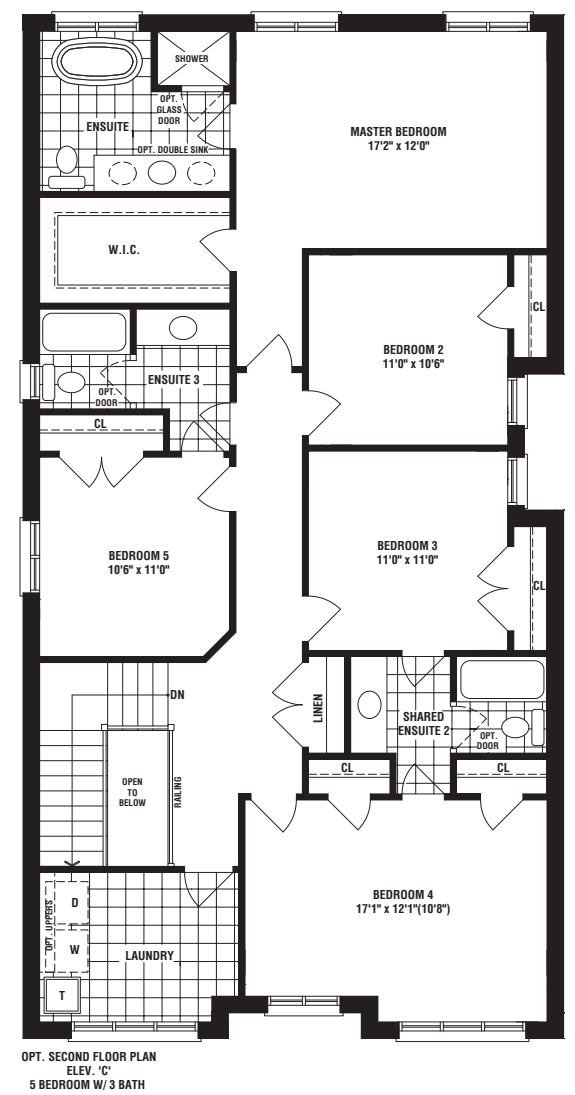 SHOWER
OPT.
GLASS
DOOR
ENSUITE
OPT. DOUBLE SINK
MASTER BEDROOM
17'2" x 12'0"
W.I.C.
CL
BEDROOM 2
11'0" x 10'6"
ENSUITE 3
OPT.
DOOR
CL
BEDROOM 5
10'6" x 11'0"
BEDROOM 3
11'0" x 11'0"
CL
DN
LINEN
SHARED
ENSUITE 2
OPT.
DOOR
OPEN
TO
BELOW
RAILING
CL
CL
BEDROOM 4
17'1" x 12'1"(10'8")
OPT. UPPERS
D
W
T
LAUNDRY
OPT. SECOND FLOOR PLAN
ELEV. 'C'
5 BEDROOM W/ 3 BATH